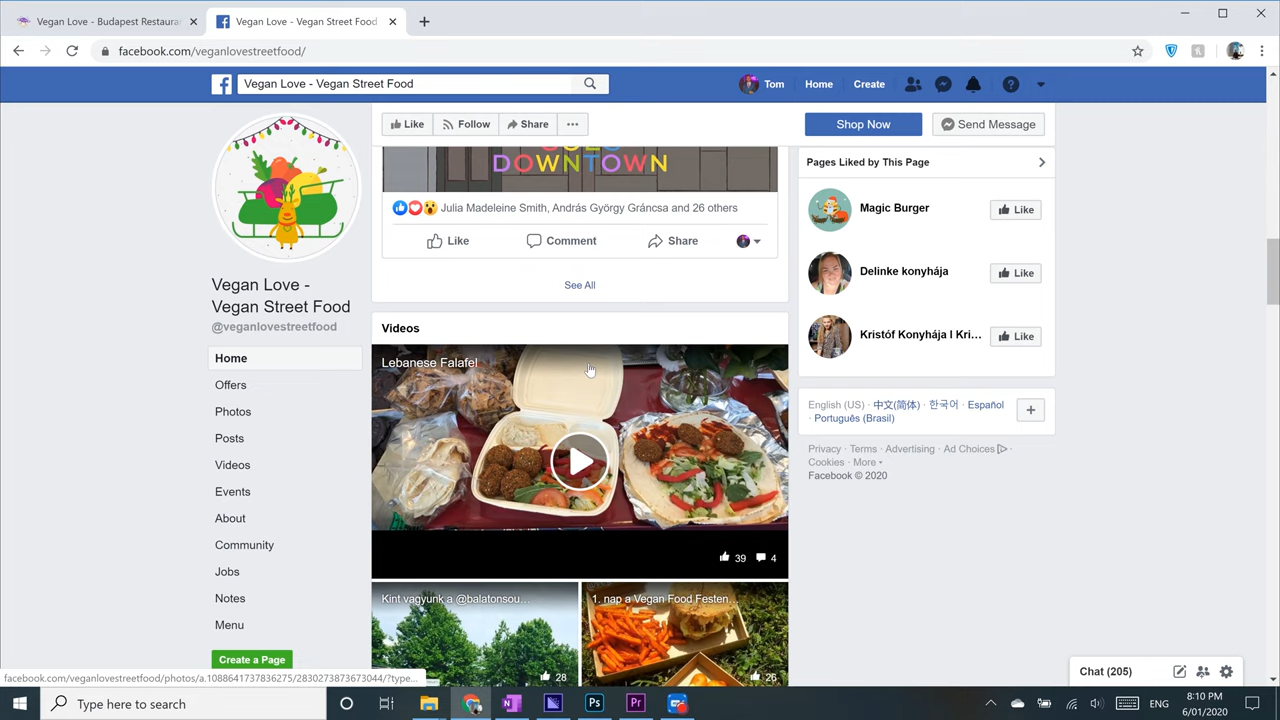 Vegan Love - Budapest Restaura
Vegan Love - Vegan Street Food
facebook.com/veganlovestreetfood/
Vegan Love - Vegan Street Food
Tom
Home
Create
Like
Follow
Share
Shop Now
Send Message
DOWNTOWN
Julia Madeleine Smith, András György Gráncsa and 26 others
Like
Comment
Share
See All
Vegan Love -
Vegan Street Food
@veganlovestreetfood
Home
Offers
Photos
Posts
Videos
Events
About
Community
Jobs
Notes
Menu
Create a Page
Videos
Lebanese Falafel
39
4
Kint vagyunk a @balatonsou...
28
1. nap a Vegan Food Festen...
26
Pages Liked by This Page
Magic Burger
Like
Delinke konyhája
Like
Kristóf Konyhája I Kri...
Like
English (US) · 中文(简体) · 한국어 · Español
· Português (Brasil)
Privacy · Terms · Advertising · Ad Choices ·
Cookies · More
Facebook © 2020
Chat (205)
facebook.com/veganlovestreetfood/photos/a.1088641737836275/2830273873673044/?type...
Type here to search
Ps
Pr
ENG
8:10 PM
6/01/2020